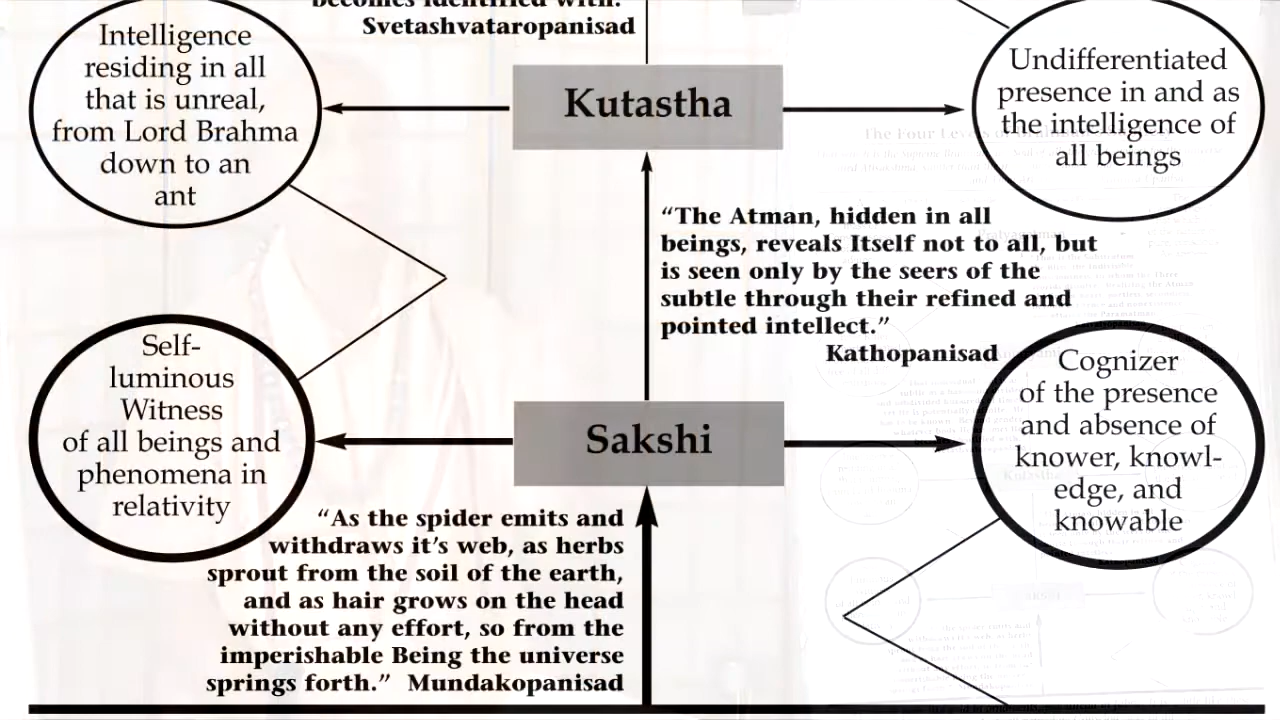 becomes identified with.
Svetashvataropanisad
Intelligence
residing in all
that is unreal,
from Lord Brahma
down to an
ant
Kutastha
Undifferentiated
presence in and as
the intelligence of
all beings
“The Atman, hidden in all
beings, reveals Itself not to all, but
is seen only by the seers of the
subtle through their refined and
pointed intellect.”
Kathopanisad
Self-
luminous
Witness
of all beings and
phenomena in
relativity
Sakshi
Cognizer
of the presence
and absence of
knower, knowl-
edge, and
knowable
“As the spider emits and
withdraws it’s web, as herbs
sprout from the soil of the earth,
and as hair grows on the head
without any effort, so from the
imperishable Being the universe
springs forth.” Mundakopanisad